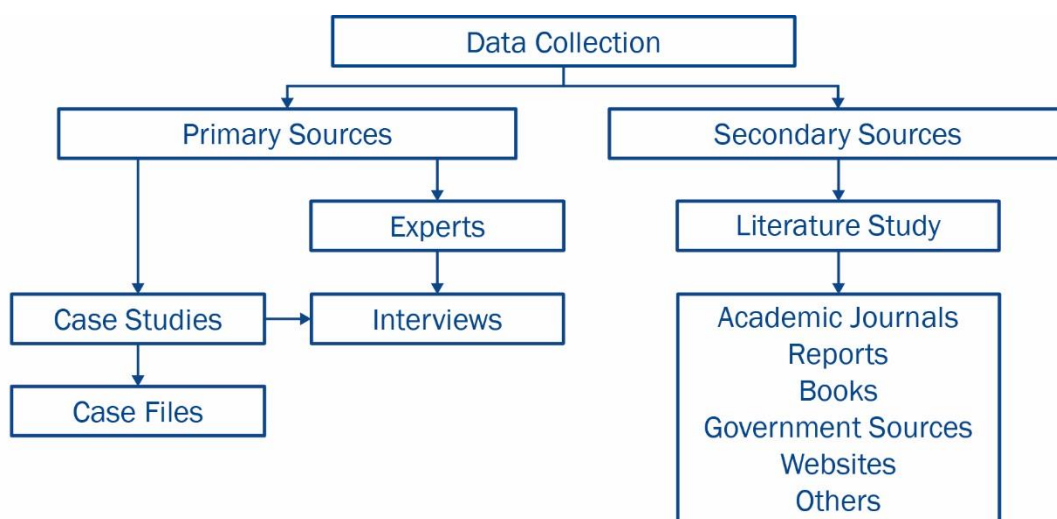 Data Collection
Primary Sources
Secondary Sources
Experts
Literature Study
Case Studies
Interviews
Case Files
Academic Journals
Reports
Books
Government Sources
Websites
Others